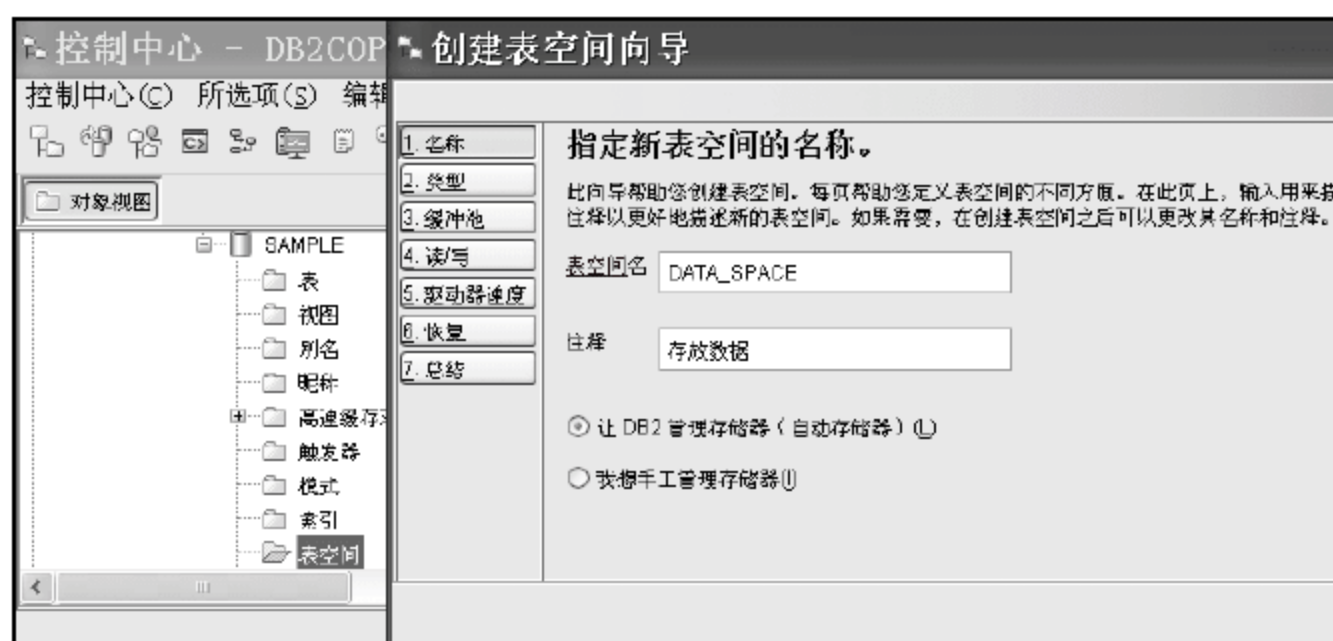 控制中心 - DB2COP
创建表空间向导
控制中心(C) 所选项(S) 编辑
对象视图
SAMPLE
表
视图
别名
昵称
高速缓存
触发器
模式
索引
表空间
1. 名称
2. 类型
3. 缓冲池
4. 读/写
5. 驱动器速度
6. 恢复
7. 总结
指定新表空间的名称。
此向导帮助您创建表空间。每页帮助您定义表空间的不同方面。在此页上，输入用来描
注释以更好地描述新的表空间。如果需要，在创建表空间之后可以更改其名称和注释。
表空间名 DATA_SPACE
注释 存放数据
让 DB2 管理存储器（自动存储器）(L)
我想手工管理存储器(I)